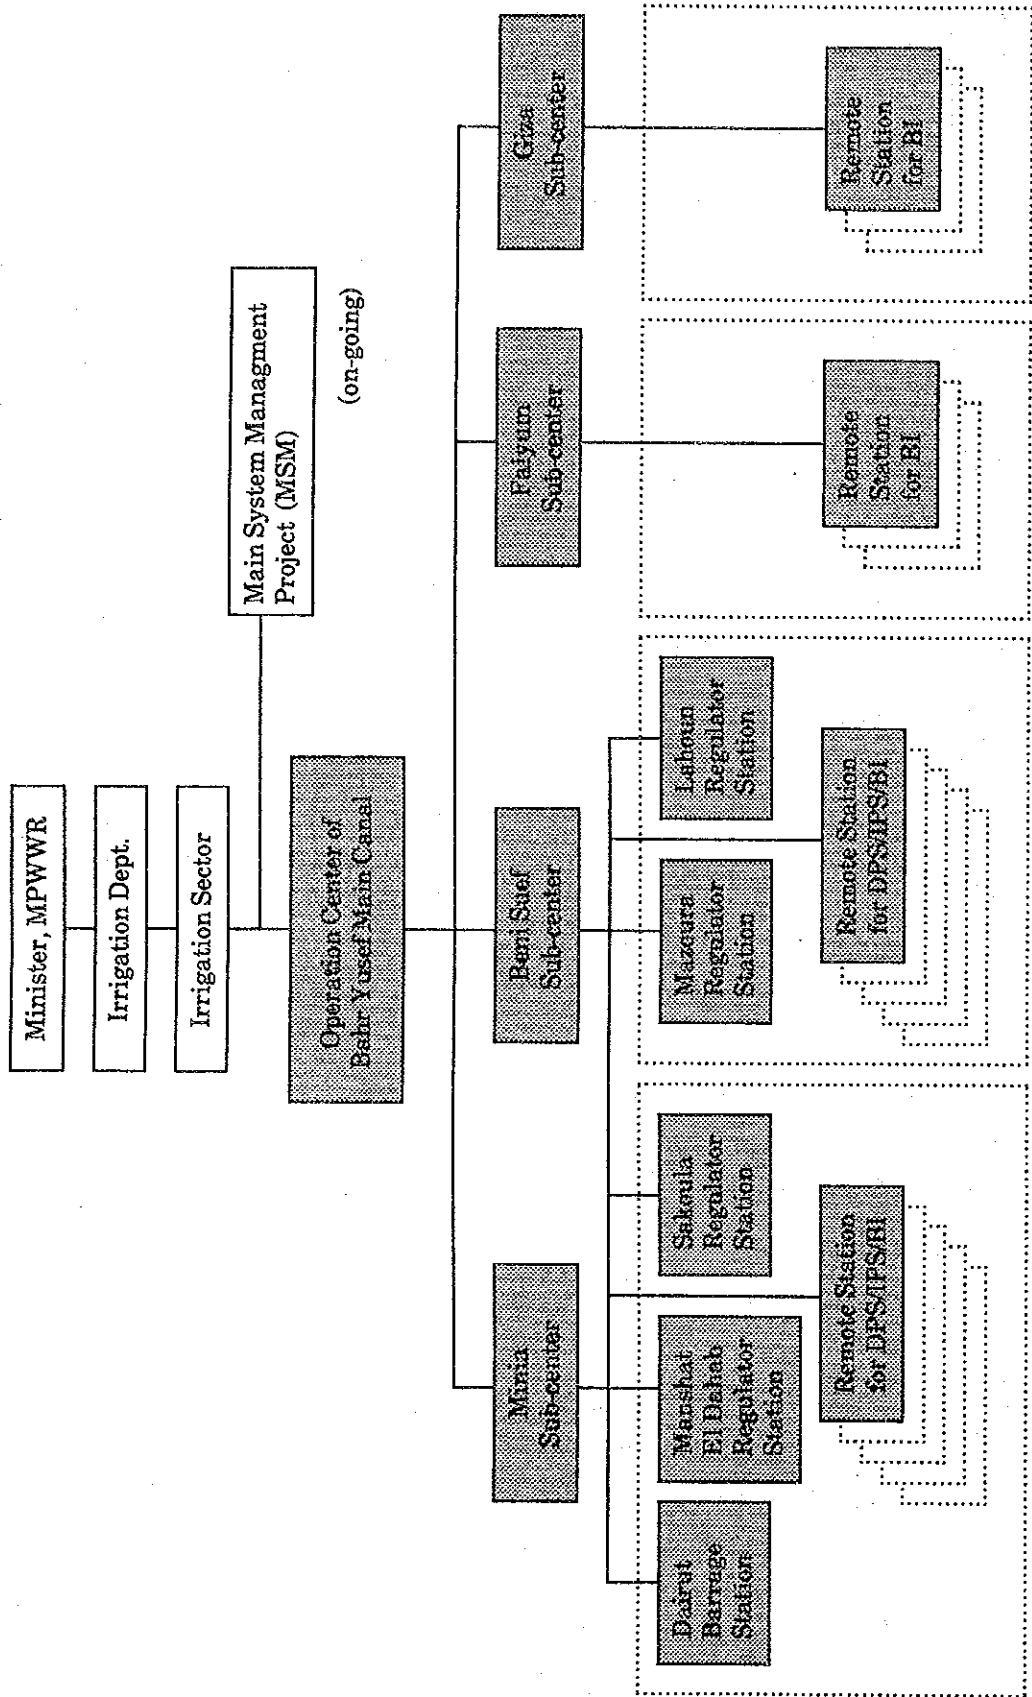 Minister, MPWWR
Irrigation Dept.
Irrigation Sector
Main System Managment
Project (MSM)
(on-going)
Operation Center of
Bahr Yusef Main Canal
Minia
Sub-center
Beni Suef
Sub-center
Faiyum
Sub-center
Giza
Sub-center
Dairut
Barrage
Station
Manshat
El Dahab
Regulator
Station
Sakoula
Regulator
Station
Mazoura
Regulator
Station
Lahoun
Regulator
Station
Remote Station
for DPS/IPS/BI
Remote Station
for DPS/IPS/BI
Remote
Station
for BI
Remote
Station
for BI